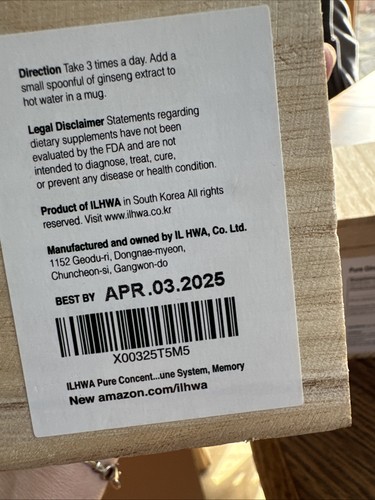 Direction Take 3 times a day. Add a
small spoonful of ginseng extract to
hot water in a mug.
Legal Disclaimer Statements regarding
dietary supplements have not been
evaluated by the FDA and are not
intended to diagnose, treat, cure,
or prevent any disease or health condition.
Product of ILHWA in South Korea All rights
reserved. Visit www.ilhwa.co.kr
Manufactured and owned by IL HWA, Co. Ltd.
1152 Geodu-ri, Dongnae-myeon,
Chuncheon-si, Gangwon-do
BEST BY APR.03.2025
X00325T5M5
ILHWA Pure Concent...une System, Memory
New amazon.com/ilhwa